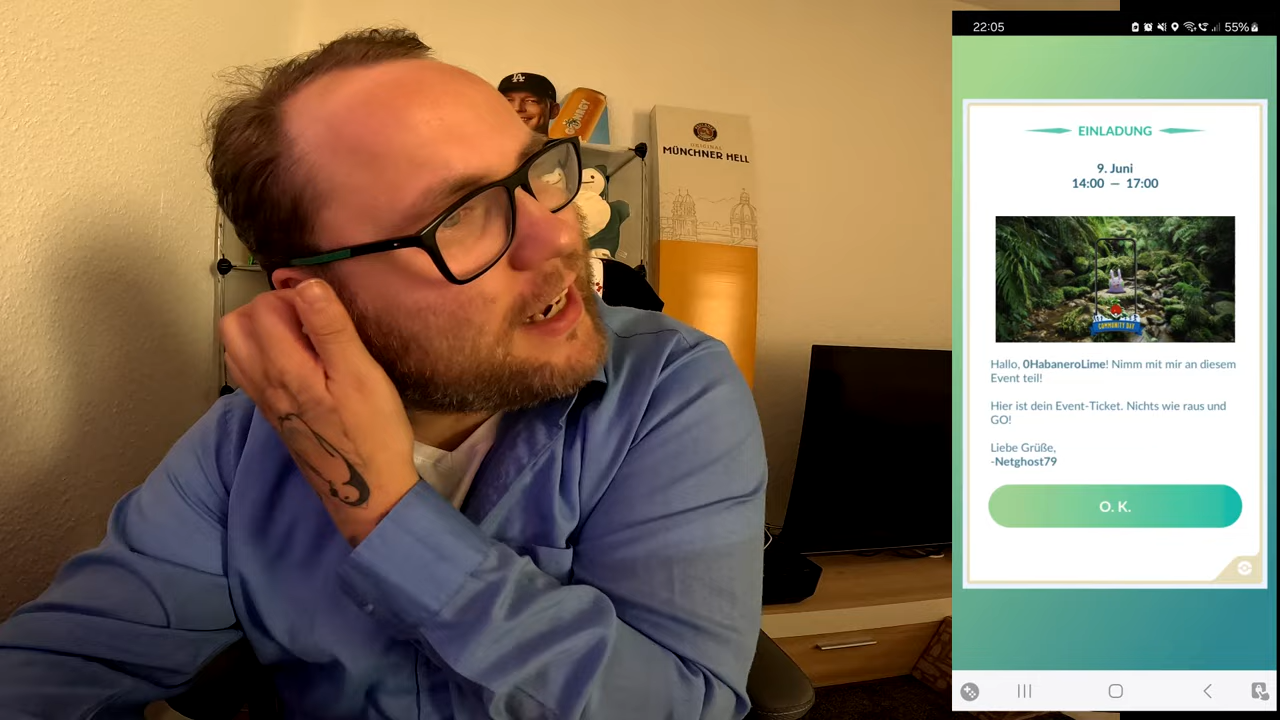 LA
ORIGINAL
MÜNCHNER HELL
22:05
55%
EINLADUNG
9. Juni
14:00 — 17:00
COMMUNITY DAY
Hallo, 0HabaneroLime! Nimm mit mir an diesem
Event teil!
Hier ist dein Event-Ticket. Nichts wie raus und
GO!
Liebe Grüße,
-Netghost79
O. K.